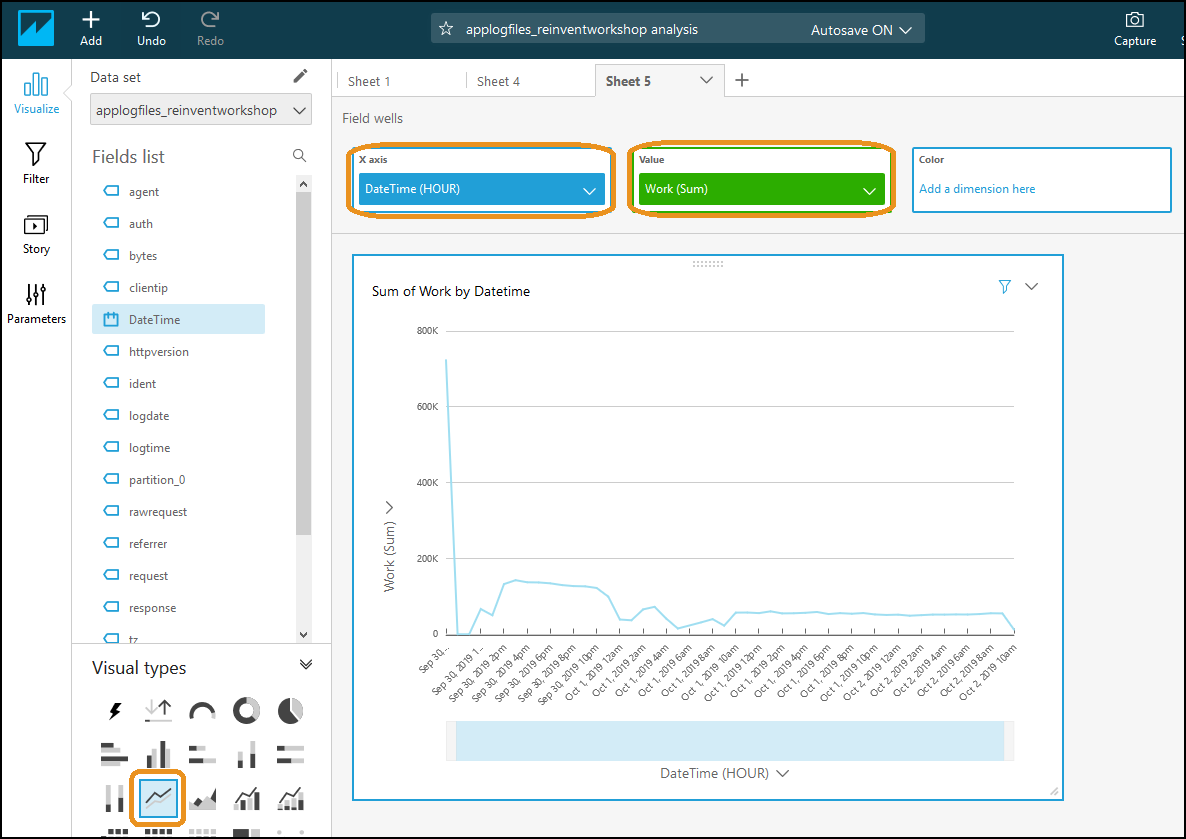 Add
Undo
Redo
applogfiles_reinventworkshop analysis
Autosave ON
Capture
Visualize
Filter
Story
Parameters
Data set
applogfiles_reinventworkshop
Fields list
agent
auth
bytes
clientip
DateTime
httpversion
ident
logdate
logtime
partition_0
rawrequest
referrer
request
response
tz
Visual types
Sheet 1
Sheet 4
Sheet 5
Field wells
X axis
DateTime (HOUR)
Value
Work (Sum)
Color
Add a dimension here
Sum of Work by Datetime
800K
600K
400K
200K
0
Work (Sum)
Sep 30,...
Sep 30, 2019 1...
Sep 30, 2019 2pm
Sep 30, 2019 4pm
Sep 30, 2019 6pm
Sep 30, 2019 8pm
Sep 30, 2019 10pm
Oct 1, 2019 12am
Oct 1, 2019 2am
Oct 1, 2019 4am
Oct 1, 2019 6am
Oct 1, 2019 8am
Oct 1, 2019 10am
Oct 1, 2019 12pm
Oct 1, 2019 2pm
Oct 1, 2019 4pm
Oct 1, 2019 6pm
Oct 1, 2019 8pm
Oct 1, 2019 10pm
Oct 2, 2019 12am
Oct 2, 2019 2am
Oct 2, 2019 4am
Oct 2, 2019 6am
Oct 2, 2019 8am
Oct 2, 2019 10am
DateTime (HOUR)